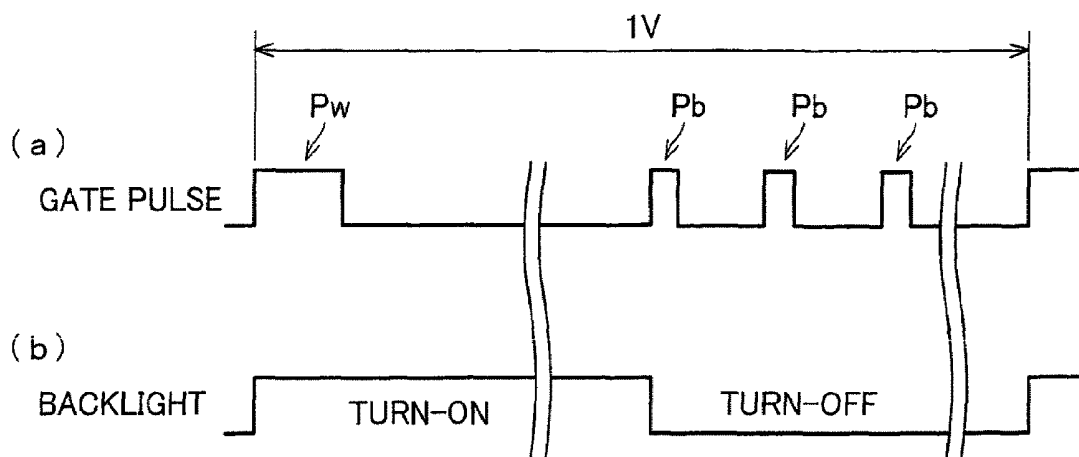 1V
Pw
Pb
Pb
Pb
(a)
GATE PULSE
(b)
BACKLIGHT
TURN-ON
TURN-OFF